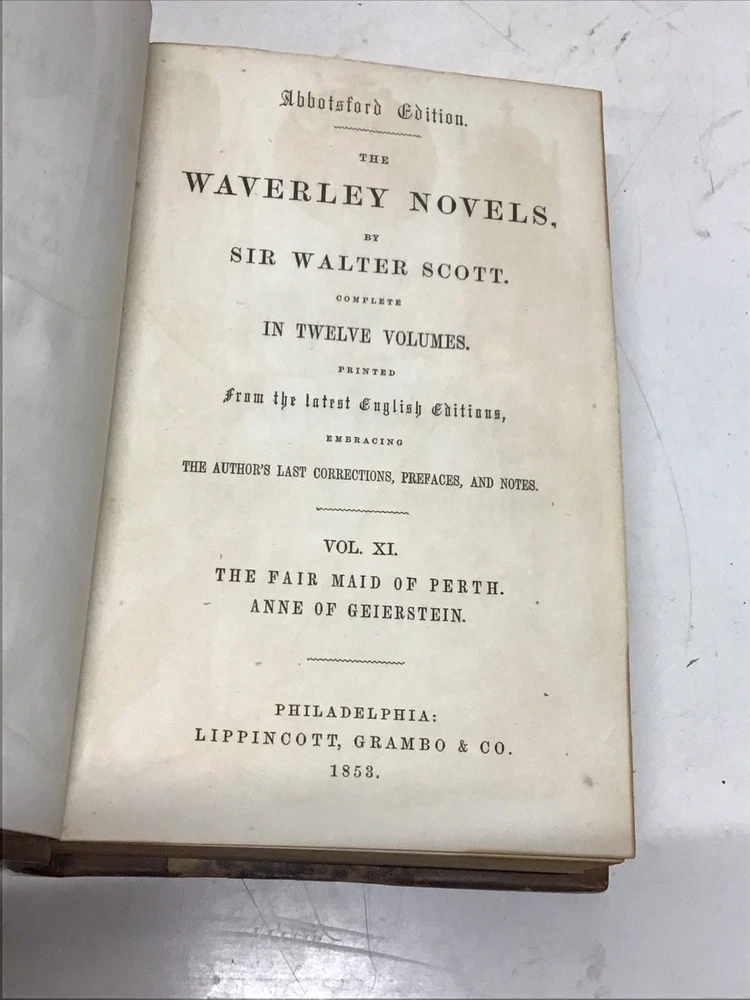 Abbotsford Edition.
THE
WAVERLEY NOVELS,
BY
SIR WALTER SCOTT.
COMPLETE
IN TWELVE VOLUMES.
PRINTED
From the latest English Editions,
EMBRACING
THE AUTHOR'S LAST CORRECTIONS, PREFACES, AND NOTES.
VOL. XI.
THE FAIR MAID OF PERTH.
ANNE OF GEIERSTEIN.
PHILADELPHIA:
LIPPINCOTT, GRAMBO & CO.
1853.